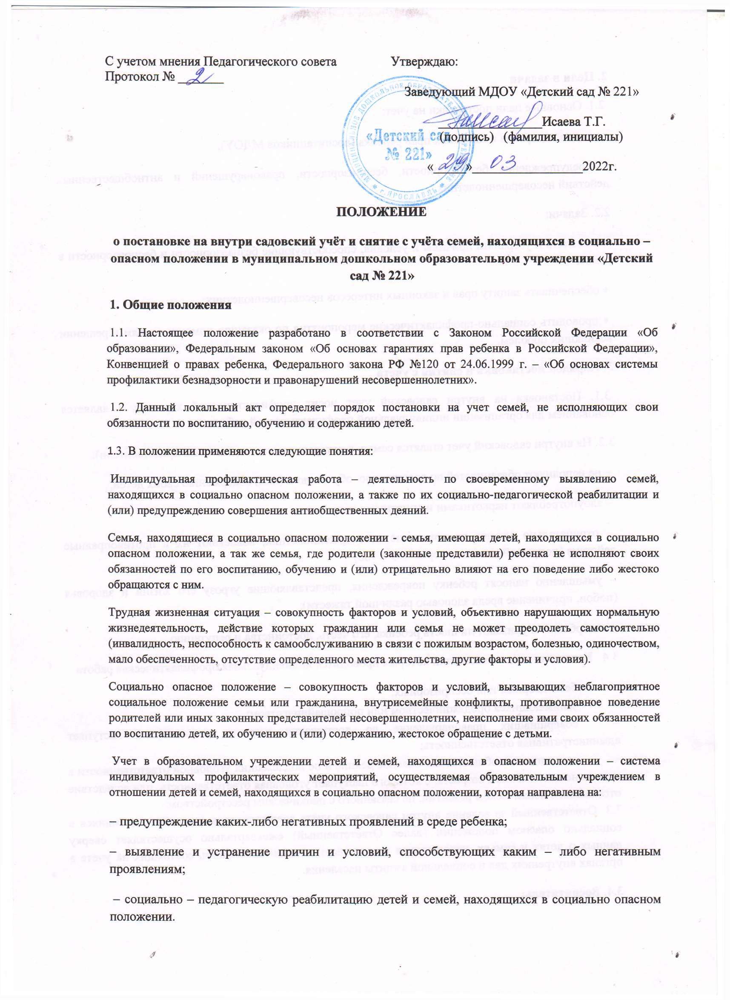 С учетом мнения Педагогического совета
Протокол № 2
Утверждаю:
Заведующий МДОУ «Детский сад № 221»
Исаева Т.Г.
(подпись) (фамилия, инициалы)
«29» 03 2022г.
МУНИЦИПАЛЬНОЕ ДОШКОЛЬНОЕ ОБРАЗОВАТЕЛЬНОЕ УЧРЕЖДЕНИЕ * г.ЯРОСЛАВЛЬ *
«Детский сад
№ 221»
ПОЛОЖЕНИЕ
о постановке на внутри садовский учёт и снятие с учёта семей, находящихся в социально –
опасном положении в муниципальном дошкольном образовательном учреждении «Детский
сад № 221»
1. Общие положения
1.1. Настоящее положение разработано в соответствии с Законом Российской Федерации «Об
образовании», Федеральным законом «Об основах гарантиях прав ребенка в Российской Федерации»,
Конвенцией о правах ребенка, Федерального закона РФ №120 от 24.06.1999 г. – «Об основах системы
профилактики безнадзорности и правонарушений несовершеннолетних».
1.2. Данный локальный акт определяет порядок постановки на учет семей, не исполняющих свои
обязанности по воспитанию, обучению и содержанию детей.
1.3. В положении применяются следующие понятия:
Индивидуальная профилактическая работа – деятельность по своевременному выявлению семей,
находящихся в социально опасном положении, а также по их социально-педагогической реабилитации и
(или) предупреждению совершения антиобщественных деяний.
Семья, находящиеся в социально опасном положении - семья, имеющая детей, находящихся в социально
опасном положении, а так же семья, где родители (законные представили) ребенка не исполняют своих
обязанностей по его воспитанию, обучению и (или) отрицательно влияют на его поведение либо жестоко
обращаются с ним.
Трудная жизненная ситуация – совокупность факторов и условий, объективно нарушающих нормальную
жизнедеятельность, действие которых гражданин или семья не может преодолеть самостоятельно
(инвалидность, неспособность к самообслуживанию в связи с пожилым возрастом, болезнью, одиночеством,
мало обеспеченность, отсутствие определенного места жительства, другие факторы и условия).
Социально опасное положение – совокупность факторов и условий, вызывающих неблагоприятное
социальное положение семьи или гражданина, внутрисемейные конфликты, противоправное поведение
родителей или иных законных представителей несовершеннолетних, неисполнение ими своих обязанностей
по воспитанию детей, их обучению и (или) содержанию, жестокое обращение с детьми.
Учет в образовательном учреждении детей и семей, находящихся в опасном положении – система
индивидуальных профилактических мероприятий, осуществляемая образовательным учреждением в
отношении детей и семей, находящихся в социально опасном положении, которая направлена на:
– предупреждение каких-либо негативных проявлений в среде ребенка;
– выявление и устранение причин и условий, способствующих каким – либо негативным
проявлениям;
– социально – педагогическую реабилитацию детей и семей, находящихся в социально опасном
положении.